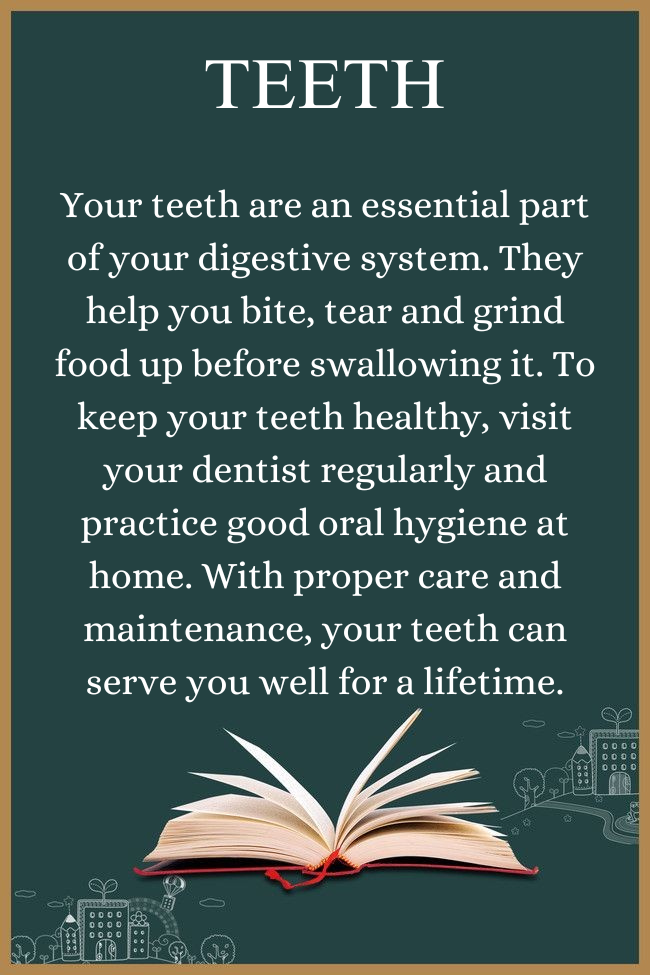 TEETH
Your teeth are an essential part
of your digestive system. They
help you bite, tear and grind
food up before swallowing it. To
keep your teeth healthy, visit
your dentist regularly and
practice good oral hygiene at
home. With proper care and
maintenance, your teeth can
serve you well for a lifetime.